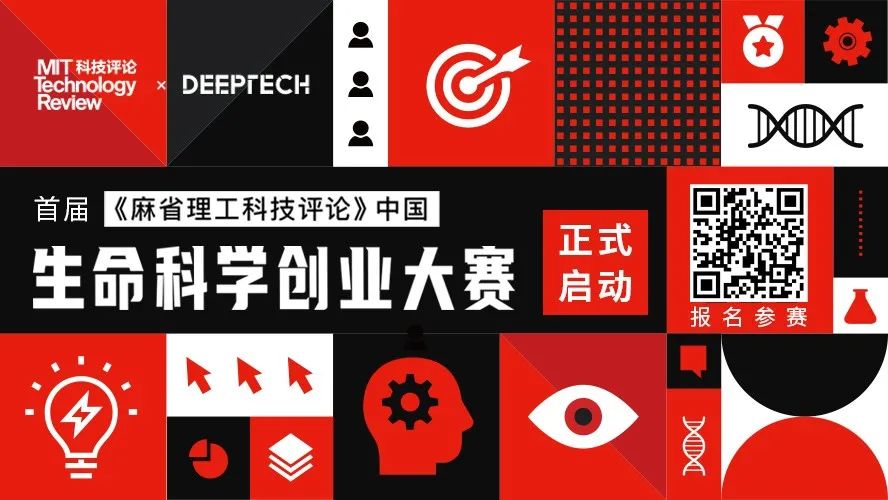 MIT 科技评论
Technology
Review
×
DEEPTECH
首届
《麻省理工科技评论》中国
生命科学创业大赛
正式
启动
报名参赛